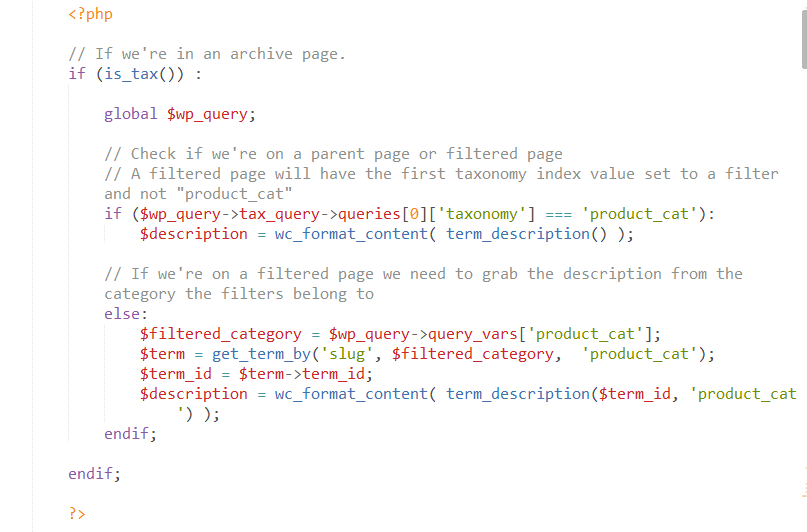 <?php
// If we're in an archive page.
if (is_tax()) :
global $wp_query;
// Check if we're on a parent page or filtered page
// A filtered page will have the first taxonomy index value set to a filter
and not "product_cat"
if ($wp_query->tax_query->queries[0]['taxonomy'] === 'product_cat'):
$description = wc_format_content( term_description() );
// If we're on a filtered page we need to grab the description from the
category the filters belong to
else:
$filtered_category = $wp_query->query_vars['product_cat'];
$term = get_term_by('slug', $filtered_category,  'product_cat');
$term_id = $term->term_id;
$description = wc_format_content( term_description($term_id, 'product_cat
') );
endif;
endif;
?>